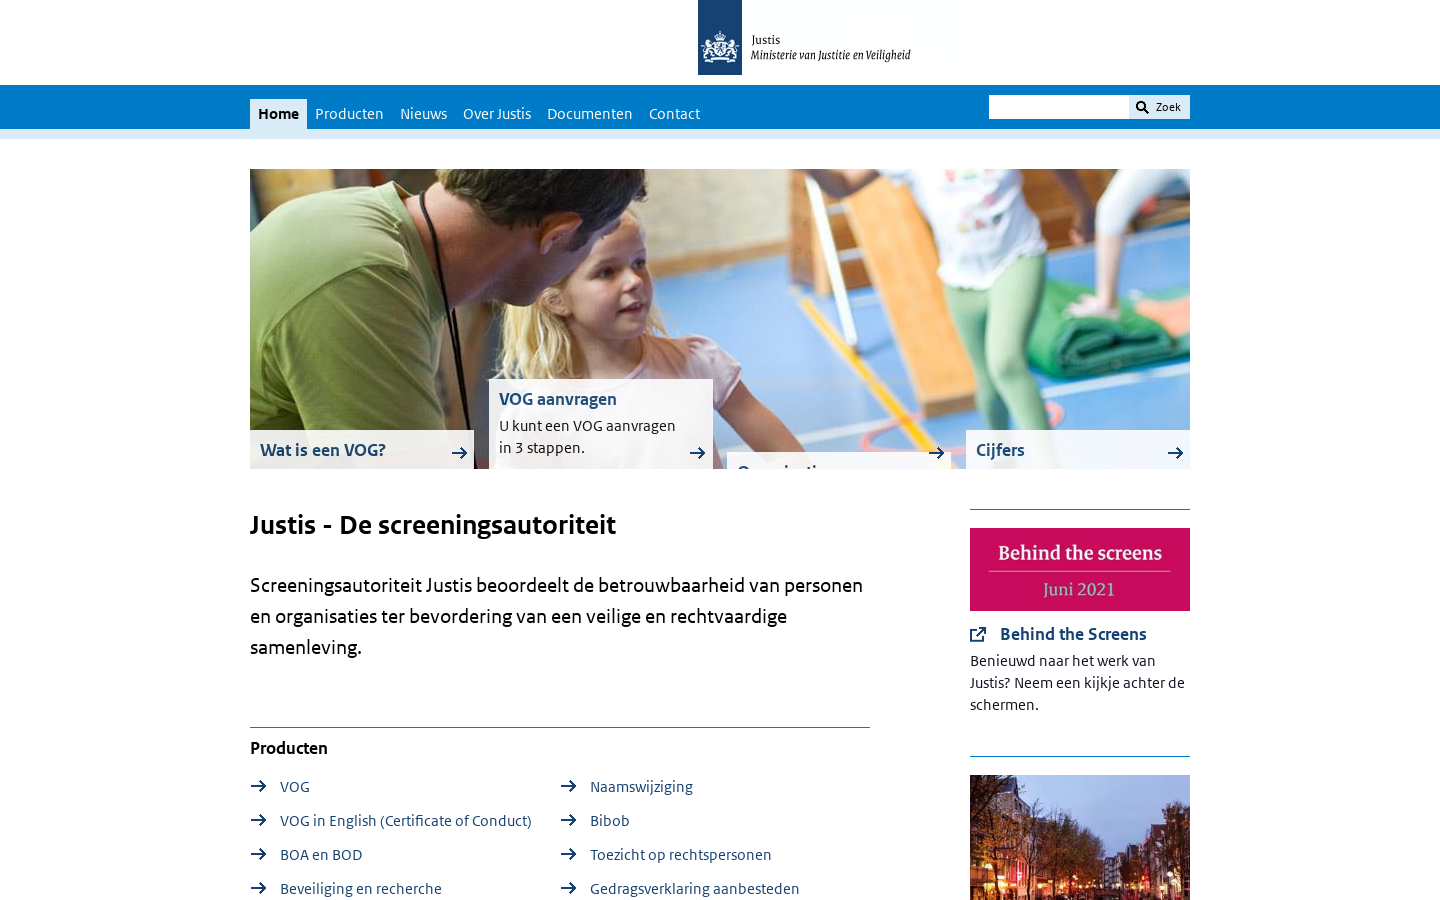 Justis
Ministerie van Justitie en Veiligheid
Home
Producten
Nieuws
Over Justis
Documenten
Contact
Zoek
Wat is een VOG?
VOG aanvragen
U kunt een VOG aanvragen
in 3 stappen.
Cijfers
Justis - De screeningsautoriteit
Screeningsautoriteit Justis beoordeelt de betrouwbaarheid van personen
en organisaties ter bevordering van een veilige en rechtvaardige
samenleving.
Producten
VOG
VOG in English (Certificate of Conduct)
BOA en BOD
Beveiliging en recherche
Naamswijziging
Bibob
Toezicht op rechtspersonen
Gedragsverklaring aanbesteden
Behind the screens
Juni 2021
Behind the Screens
Benieuwd naar het werk van
Justis? Neem een kijkje achter de
schermen.